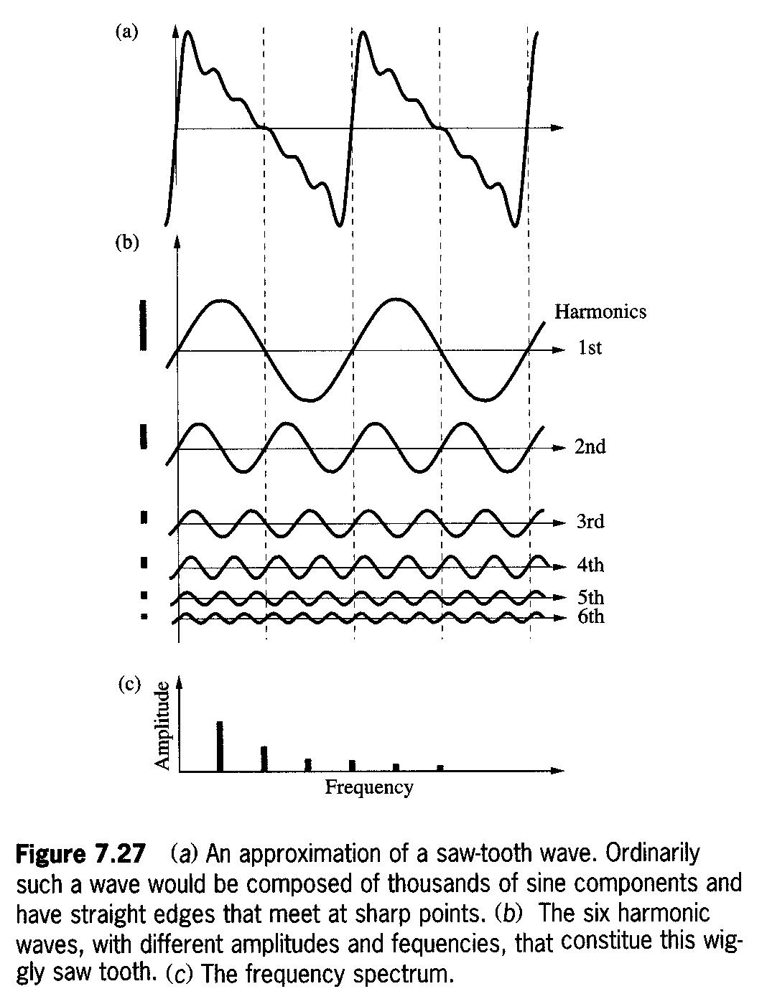 (a)
(b)
Harmonics
1st
2nd
3rd
4th
5th
6th
(c)
Amplitude
Frequency
Figure 7.27 (a) An approximation of a saw-tooth wave. Ordinarily
such a wave would be composed of thousands of sine components and
have straight edges that meet at sharp points. (b) The six harmonic
waves, with different amplitudes and fequencies, that constitue this wig-
gly saw tooth. (c) The frequency spectrum.